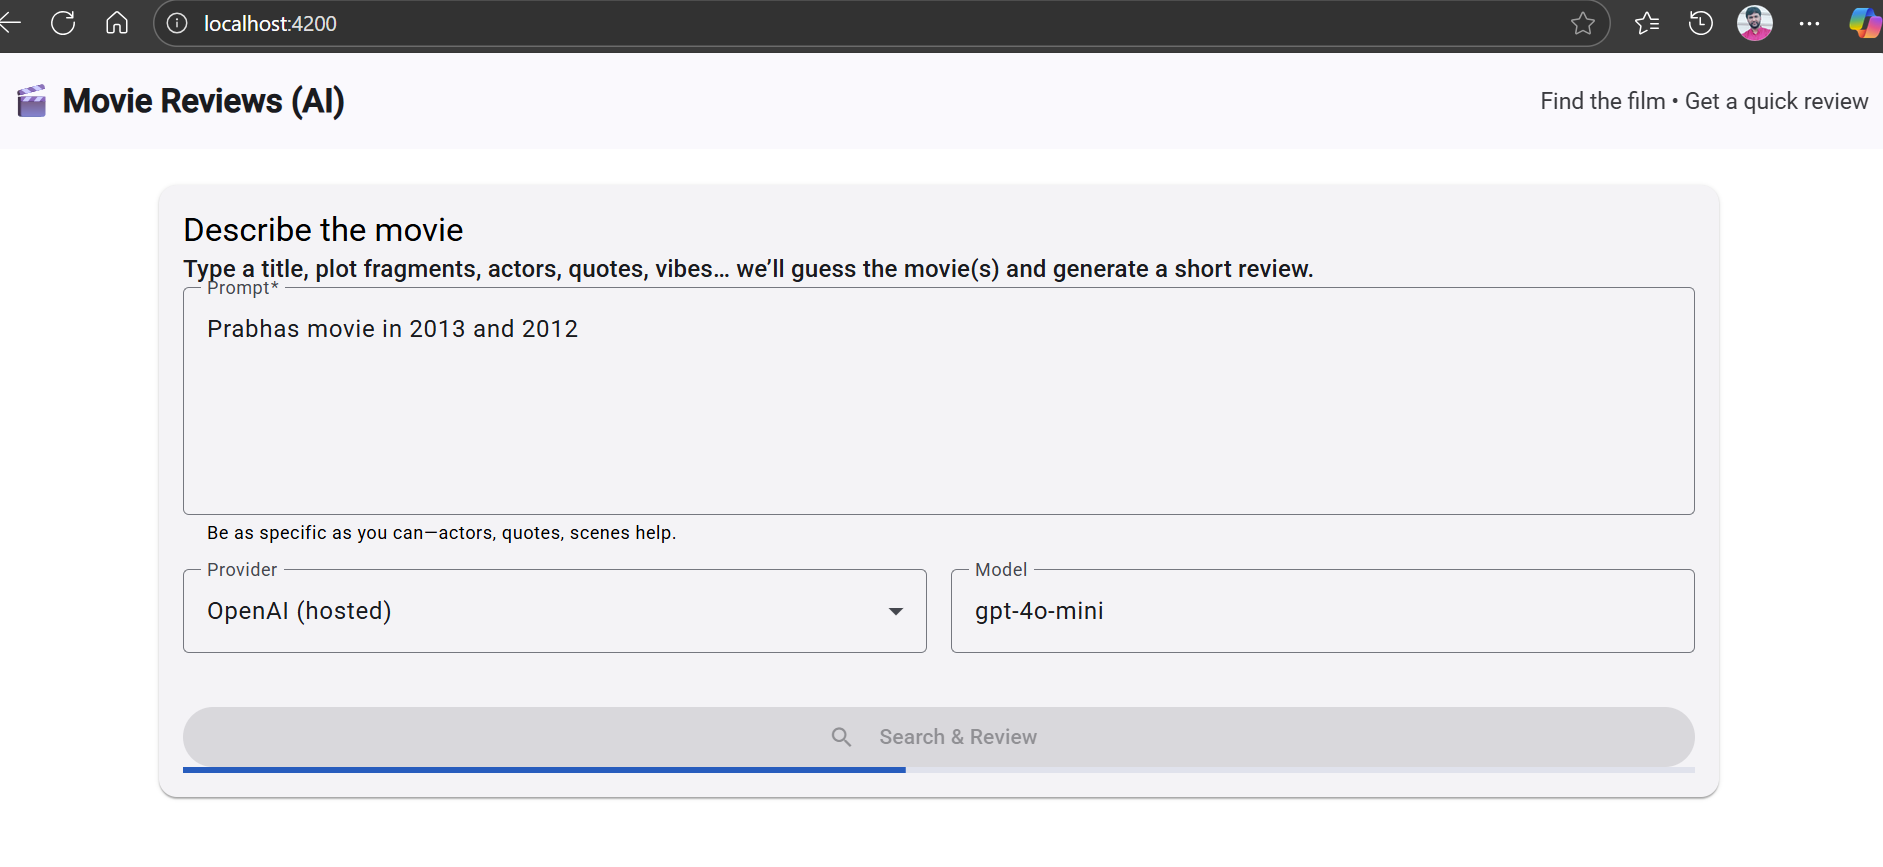 localhost:4200
Movie Reviews (AI)
Find the film • Get a quick review
Describe the movie
Type a title, plot fragments, actors, quotes, vibes… we’ll guess the movie(s) and generate a short review.
Prompt*
Prabhas movie in 2013 and 2012
Be as specific as you can—actors, quotes, scenes help.
Provider
OpenAI (hosted)
Model
gpt-4o-mini
Search & Review